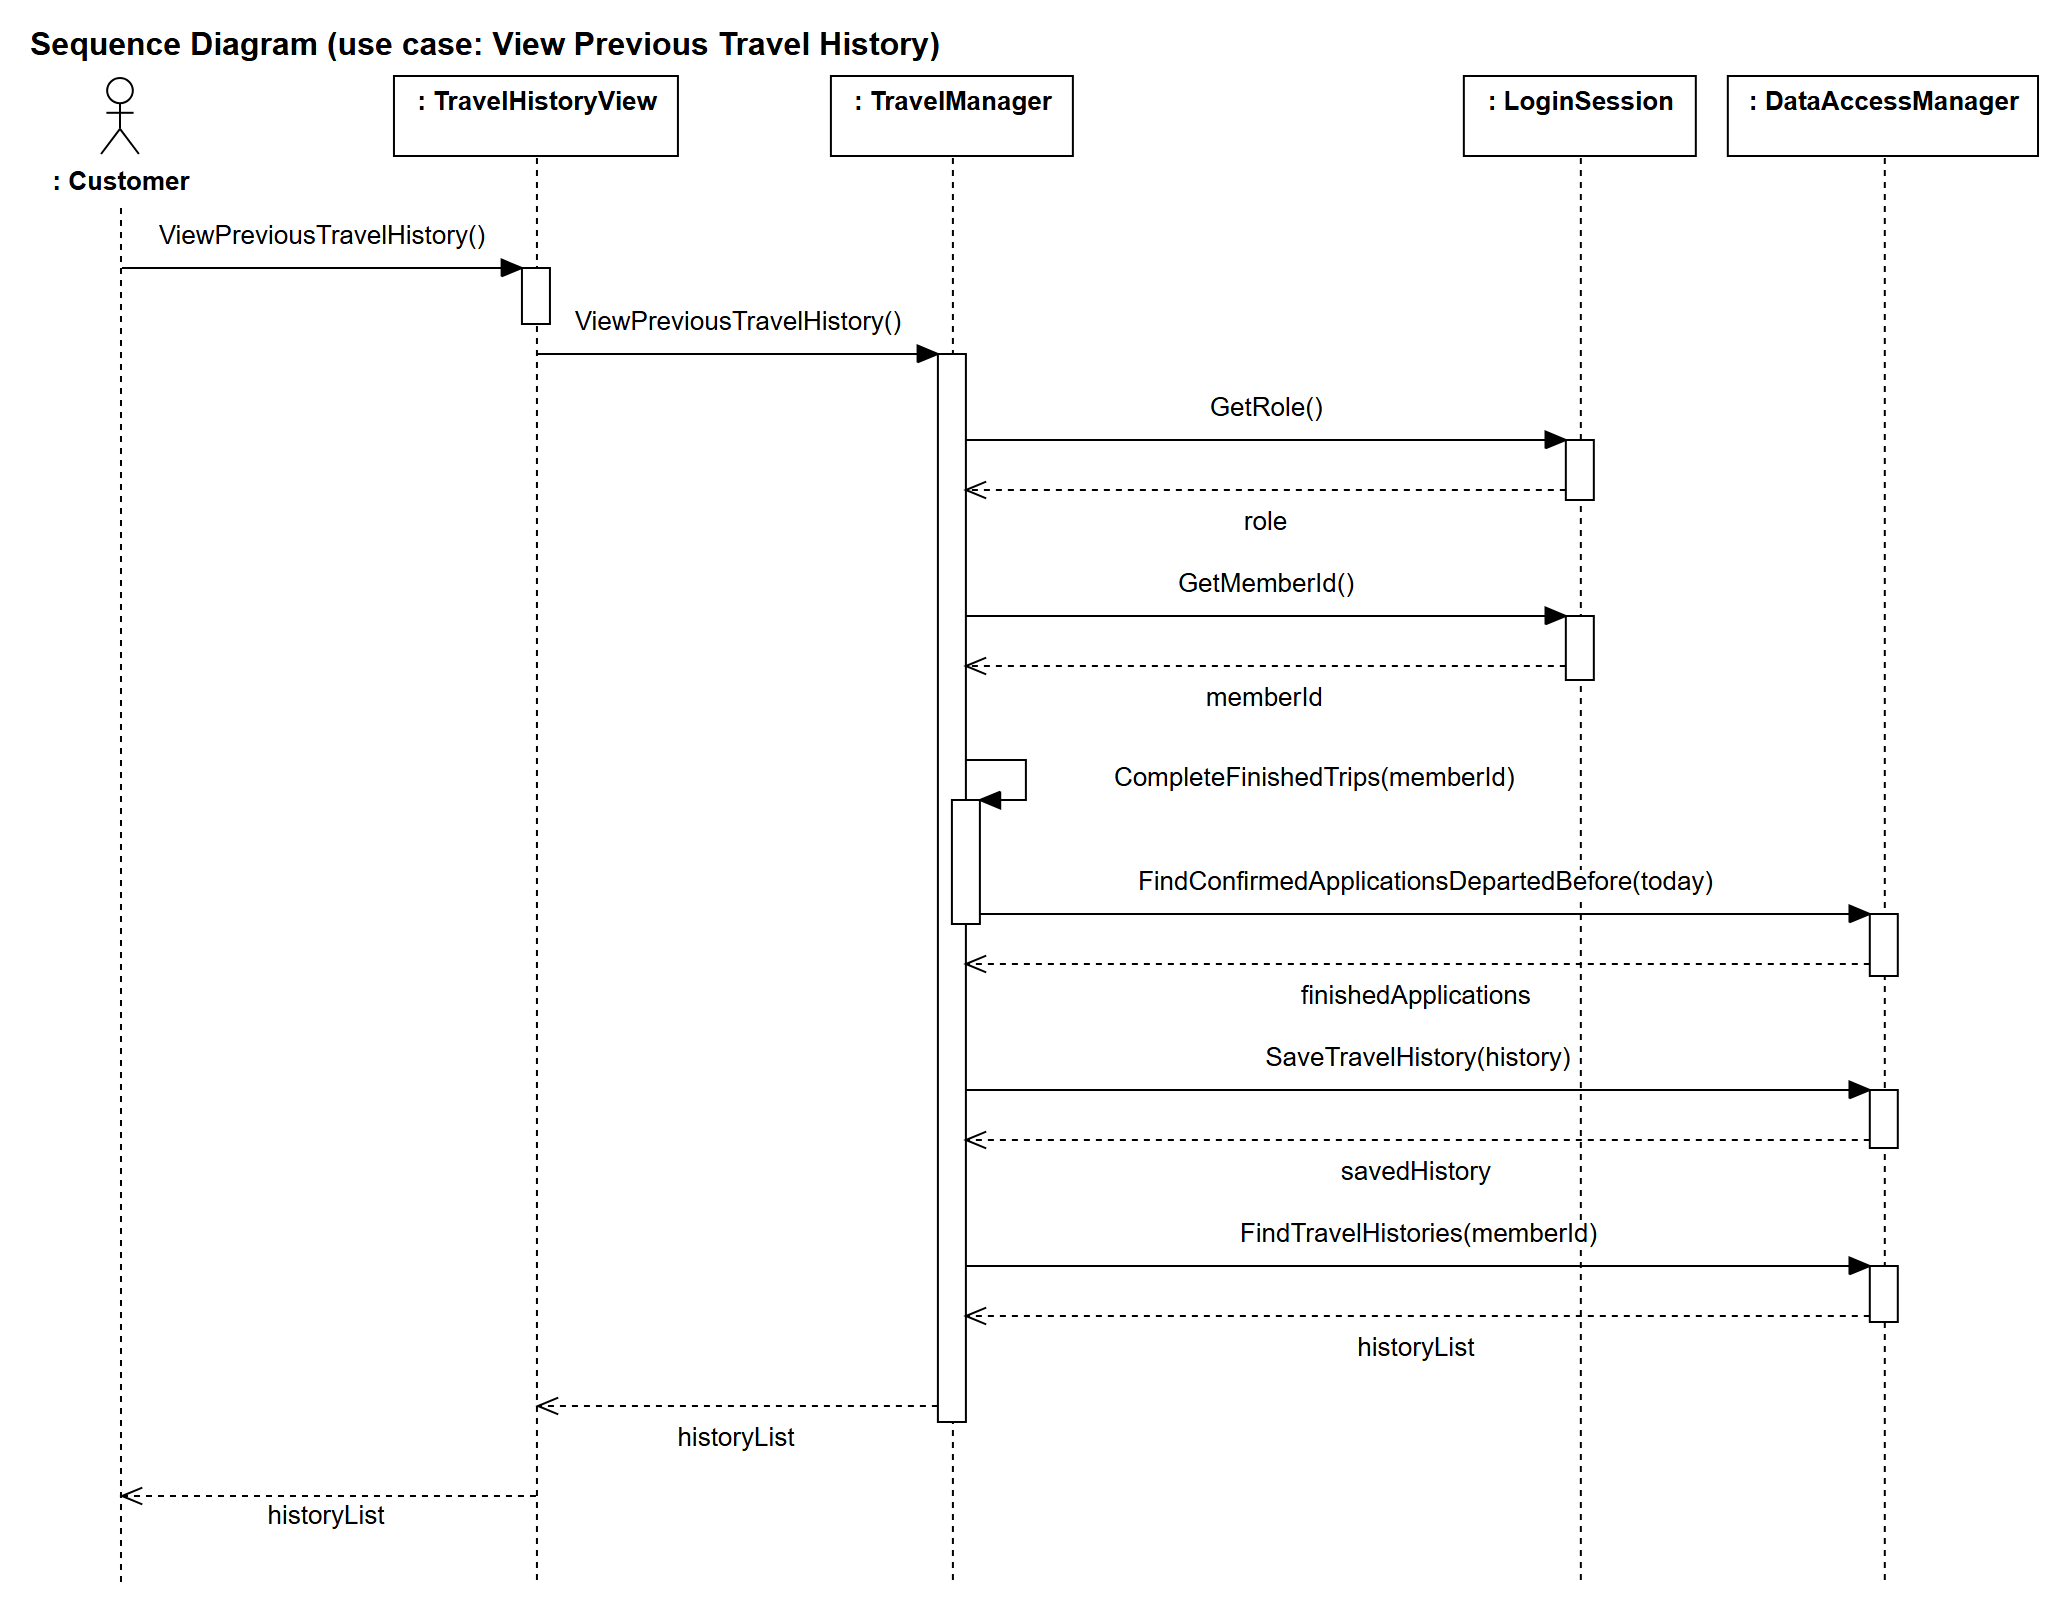 Sequence Diagram (use case: View Previous Travel History)
: Customer
: TravelHistoryView
: TravelManager
: LoginSession
: DataAccessManager
ViewPreviousTravelHistory()
ViewPreviousTravelHistory()
GetRole()
role
GetMemberId()
memberId
CompleteFinishedTrips(memberId)
FindConfirmedApplicationsDepartedBefore(today)
finishedApplications
SaveTravelHistory(history)
savedHistory
FindTravelHistories(memberId)
historyList
historyList
historyList